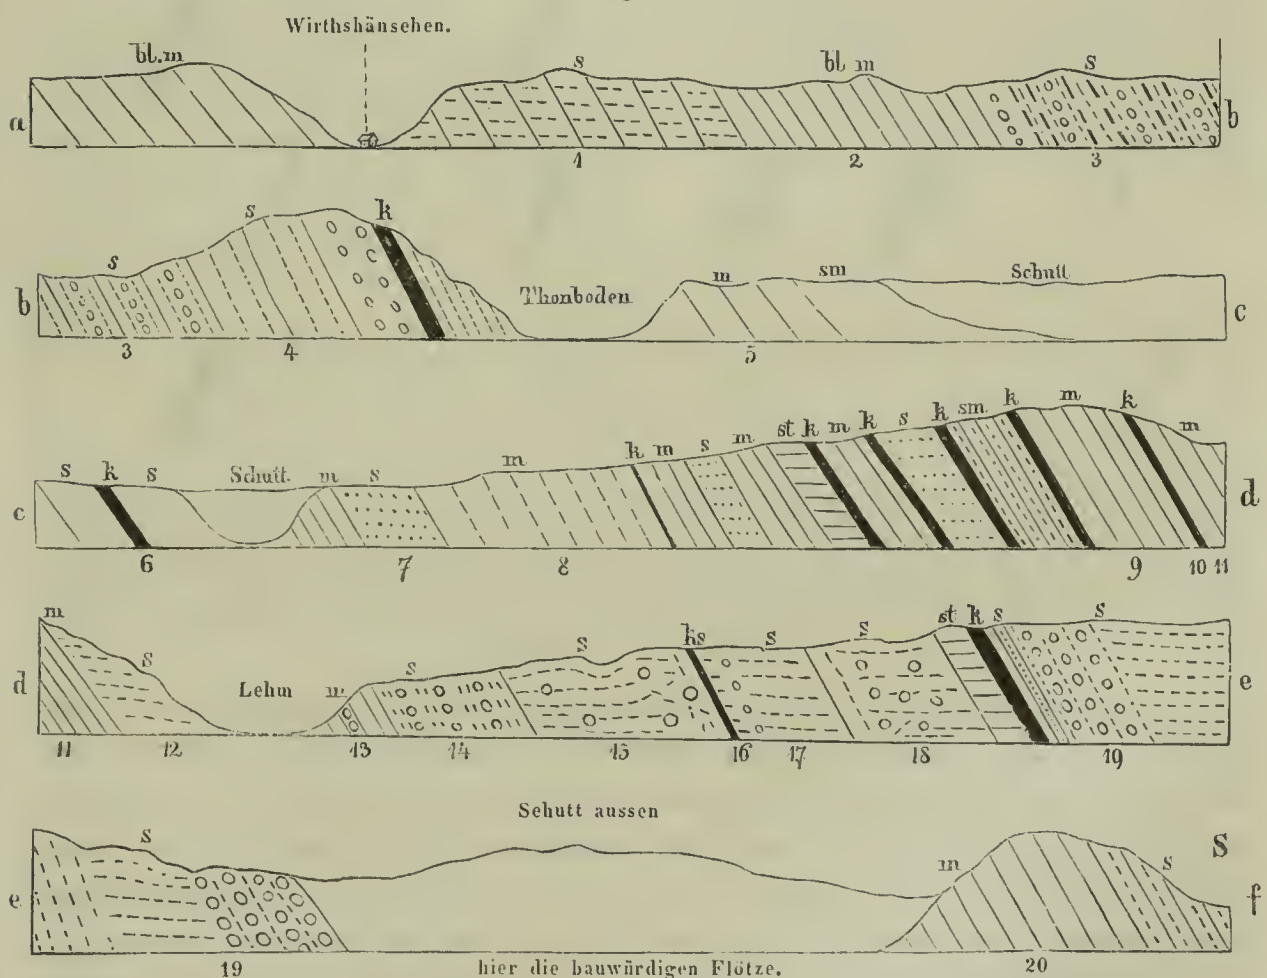 Wirthshänsehen.
bl.m s bl m s
a b
1 2 3
s s k
b Thonboden m sm Schutt c
3 4 5
s k s Schutt. m s m k m s m st k m k s k sm k m k m
c d
6 7 8 9 10 11
m s Lehm m s s ks s s st k s s
d e
11 12 13 14 15 16 17 18 19
Sehutt aussen
s m s S
e f
19 hier die bauwürdigen Flötze. 20